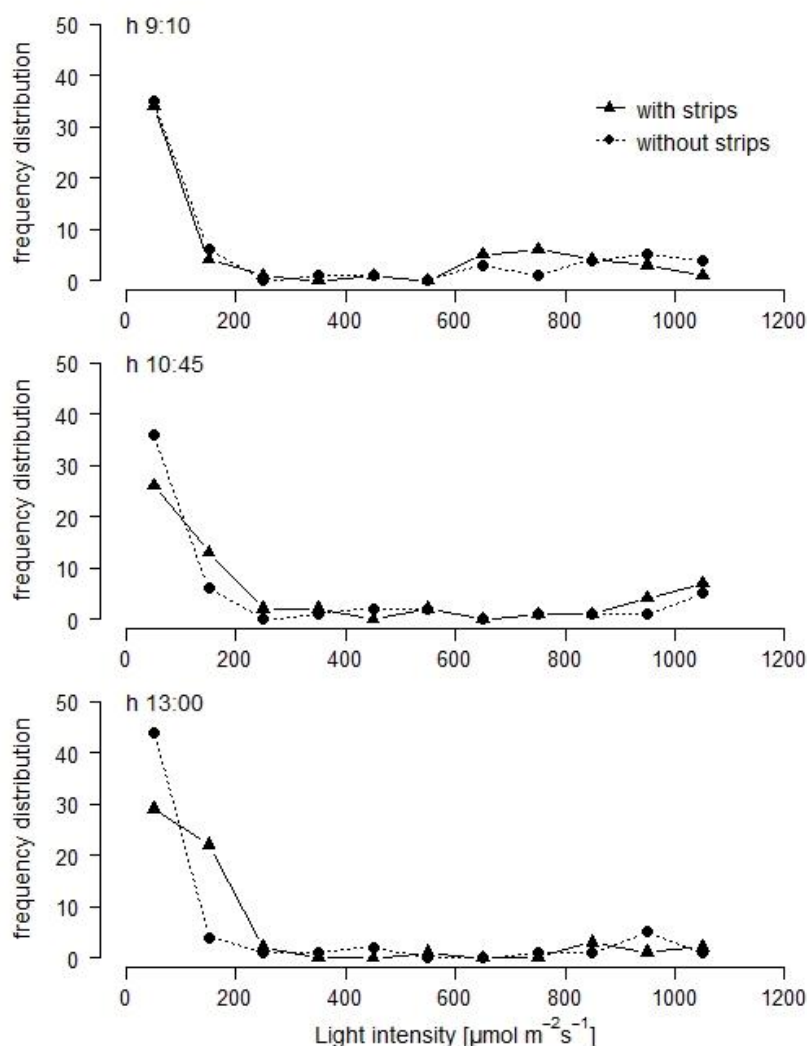 h 9:10
frequency distribution
50
40
30
20
10
0
with strips
without strips
0 200 400 600 800 1000 1200
h 10:45
frequency distribution
50
40
30
20
10
0
0 200 400 600 800 1000 1200
h 13:00
frequency distribution
50
40
30
20
10
0
0 200 400 600 800 1000 1200
Light intensity [µmol m⁻²s⁻¹]